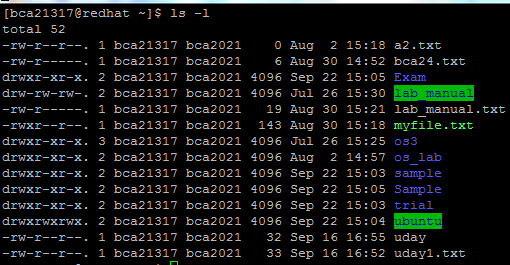 [bca21317@redhat ~]$ ls -l
total 52
-rw-r--r--. 1 bca21317 bca2021    0 Aug  2 15:18 a2.txt
-rw-r-----. 1 bca21317 bca2021    6 Aug 30 14:52 bca24.txt
drwxr-xr-x. 2 bca21317 bca2021 4096 Sep 22 15:05 Exam
drw-rw-rw-. 2 bca21317 bca2021 4096 Jul 26 15:30 lab_manual
-rw-r-----. 1 bca21317 bca2021   19 Aug 30 15:21 lab_manual.txt
-rwxr--r--. 1 bca21317 bca2021  143 Aug 30 15:18 myfile.txt
drwxr-xr-x. 3 bca21317 bca2021 4096 Jul 26 15:25 os3
drwxr-xr-x. 2 bca21317 bca2021 4096 Aug  2 14:57 os_lab
drwxr-xr-x. 2 bca21317 bca2021 4096 Sep 22 15:03 sample
drwxr-xr-x. 2 bca21317 bca2021 4096 Sep 22 15:05 Sample
drwxr-xr-x. 2 bca21317 bca2021 4096 Sep 22 15:03 trial
drwxrwxrwx. 2 bca21317 bca2021 4096 Sep 22 15:04 ubuntu
-rw-r--r--. 1 bca21317 bca2021   32 Sep 16 16:55 uday
-rw-r--r--. 1 bca21317 bca2021   33 Sep 16 16:52 uday1.txt